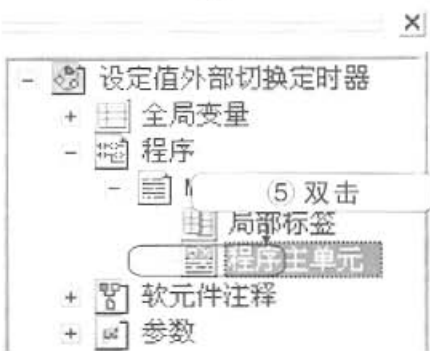 设定值外部切换定时器
全局变量
程序
⑤ 双击
局部标签
程序主单元
软元件注释
参数